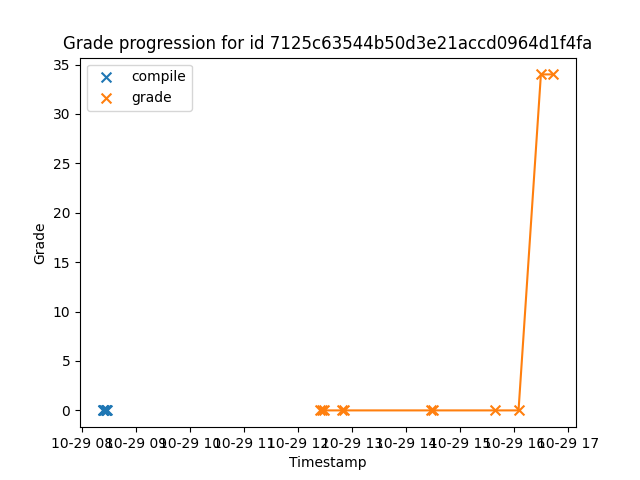 Grade progression for id 7125c63544b50d3e21accd0964d1f4fa
compile
grade
35
30
25
20
15
10
5
0
Grade
10-29 08 10-29 09 10-29 10 10-29 11 10-29 12 10-29 13 10-29 14 10-29 15 10-29 16 10-29 17
Timestamp